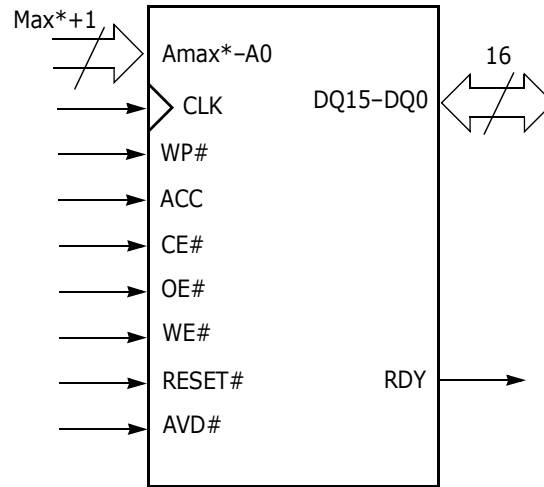 Max*+1
Amax*–A0
16
CLK
DQ15–DQ0
WP#
ACC
CE#
OE#
WE#
RESET#
RDY
AVD#